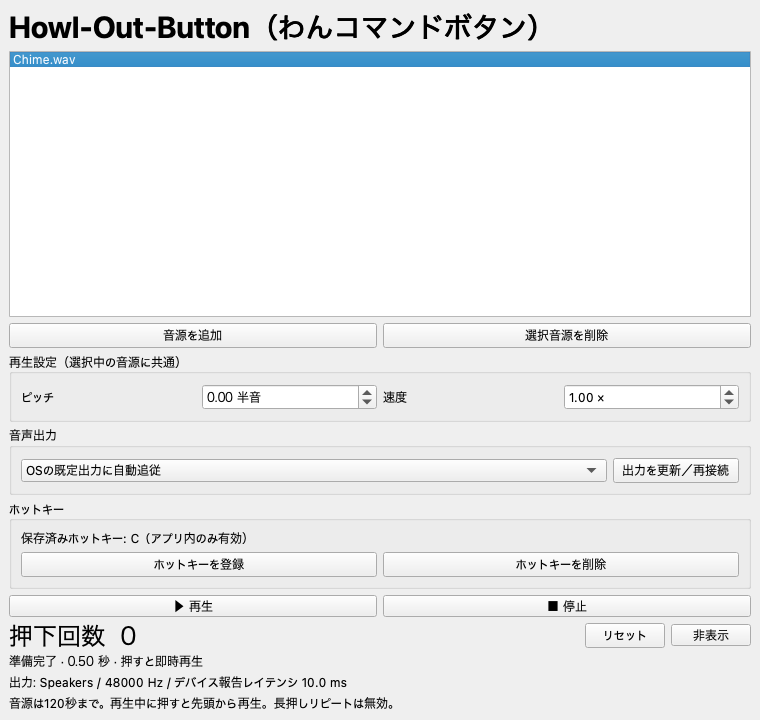 Howl-Out-Button（わんコマンドボタン）
Chime.wav
音源を追加 選択音源を削除
再生設定（選択中の音源に共通）
ピッチ 0.00 半音 速度 1.00 x
音声出力
OSの既定出力に自動追従 出力を更新／再接続
ホットキー
保存済みホットキー: C（アプリ内のみ有効）
ホットキーを登録 ホットキーを削除
▶ 再生 ■ 停止
押下回数 0 リセット 非表示
準備完了 · 0.50 秒 · 押すと即時再生
出力: Speakers / 48000 Hz / デバイス報告レイテンシ 10.0 ms
音源は120秒まで。再生中に押すと先頭から再生。長押しリピートは無効。